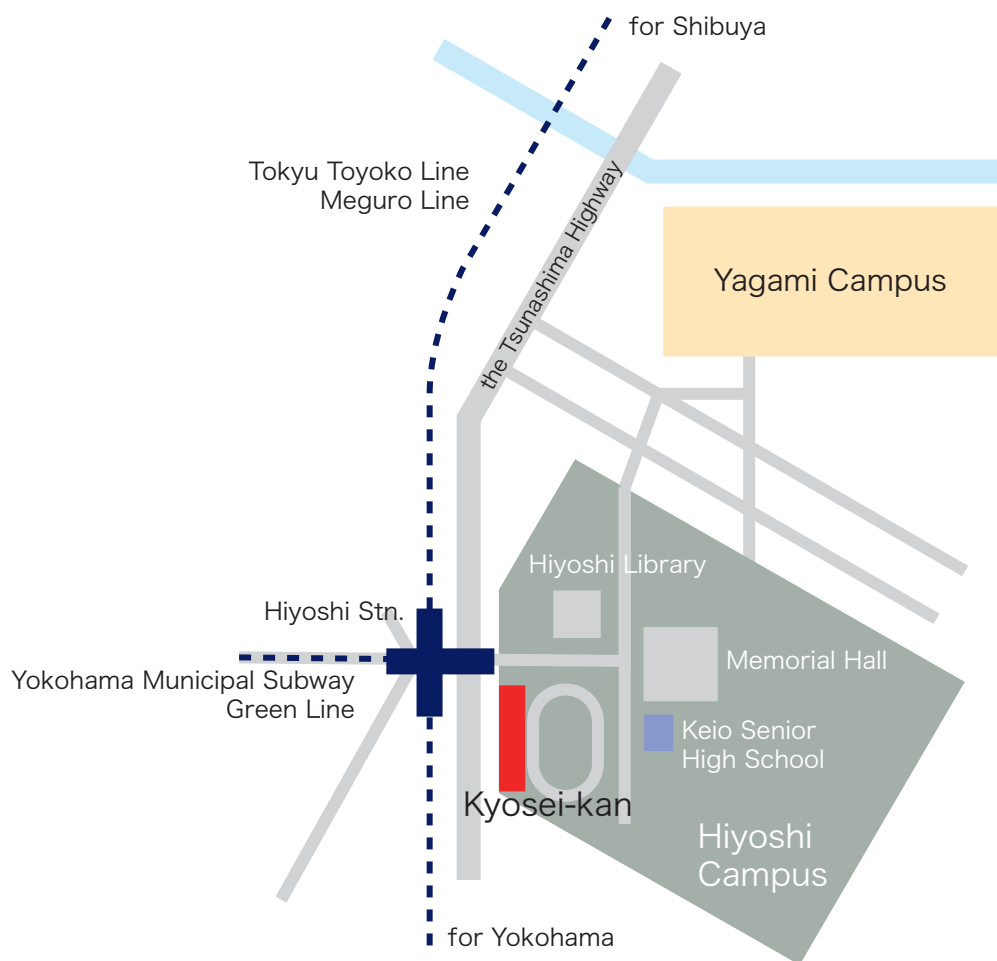 for Shibuya
Tokyu Toyoko Line
Meguro Line
the Tsunashima Highway
Yagami Campus
Hiyoshi Library
Hiyoshi Stn.
Memorial Hall
Yokohama Municipal Subway
Green Line
Keio Senior
High School
Kyosei-kan
Hiyoshi
Campus
for Yokohama